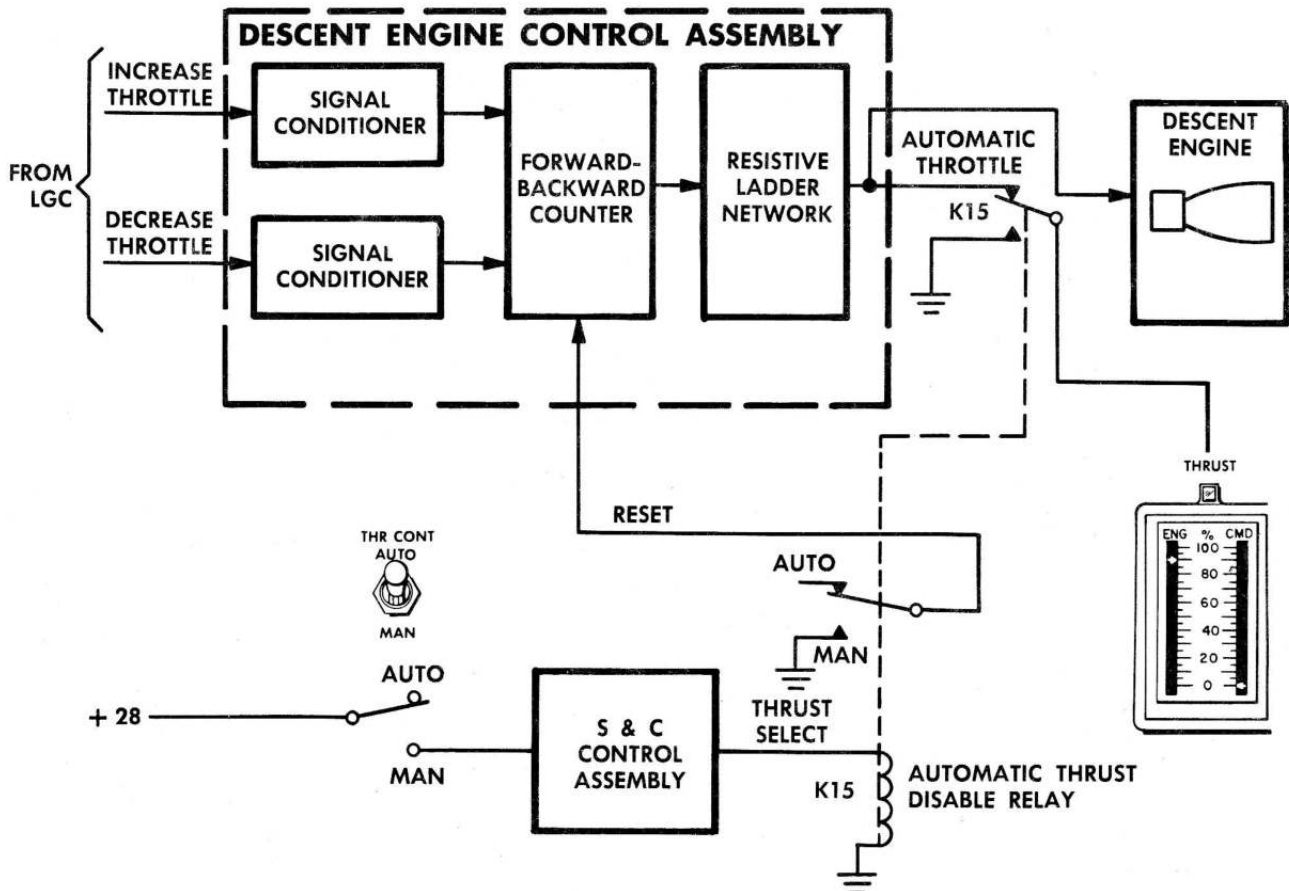 DESCENT ENGINE CONTROL ASSEMBLY
INCREASE
THROTTLE
FROM
LGC
DECREASE
THROTTLE
SIGNAL
CONDITIONER
SIGNAL
CONDITIONER
FORWARD-
BACKWARD
COUNTER
RESISTIVE
LADDER
NETWORK
AUTOMATIC
THROTTLE
K15
DESCENT
ENGINE
RESET
THRUST
ENG % CMD
100
80
60
40
20
0
THR CONT
AUTO
MAN
AUTO
MAN
+ 28
AUTO
MAN
S & C
CONTROL
ASSEMBLY
THRUST
SELECT
K15
AUTOMATIC THRUST
DISABLE RELAY